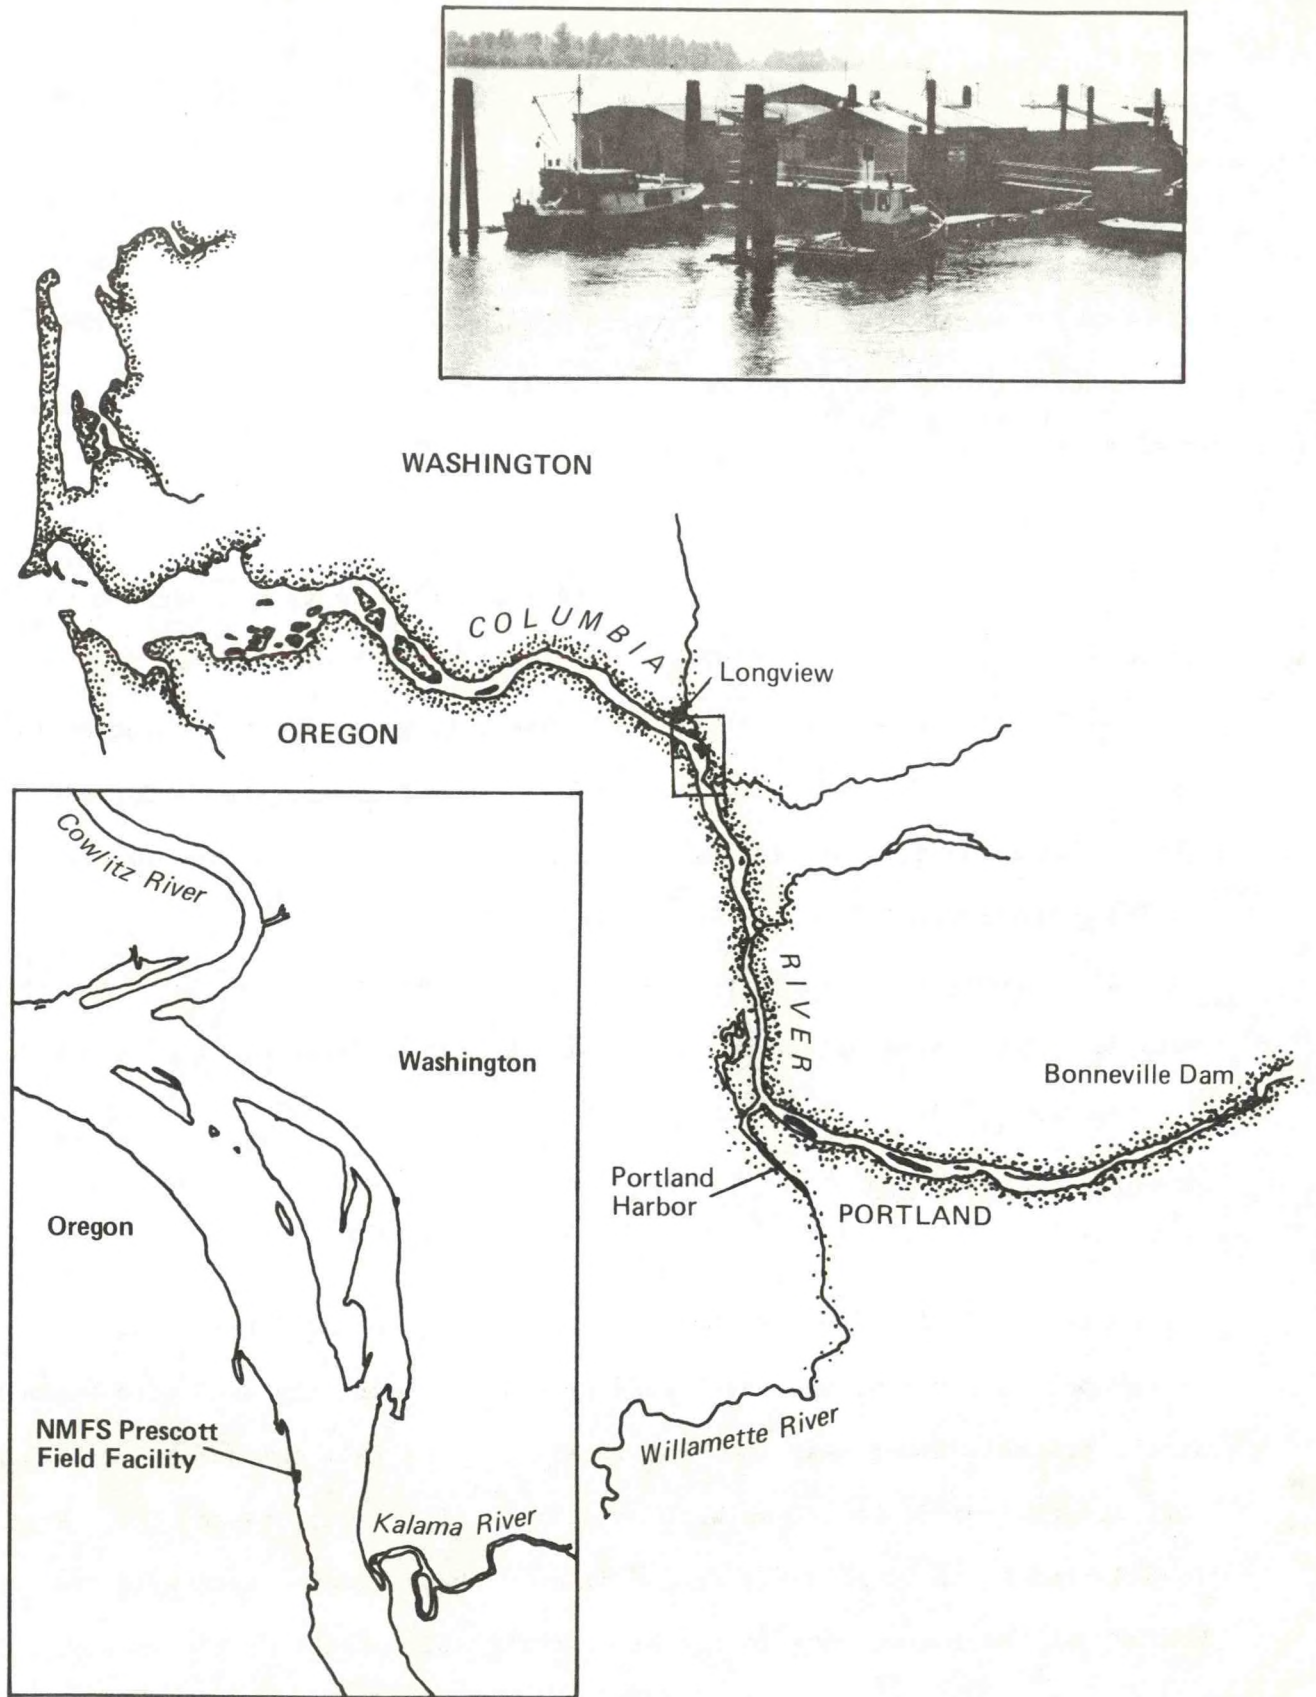 WASHINGTON
COLUMBIA
Longview
OREGON
Cowlitz River
RIVER
Washington
Bonneville Dam
Portland
Harbor
PORTLAND
Oregon
Willamette River
NMFS Prescott
Field Facility
Kalama River